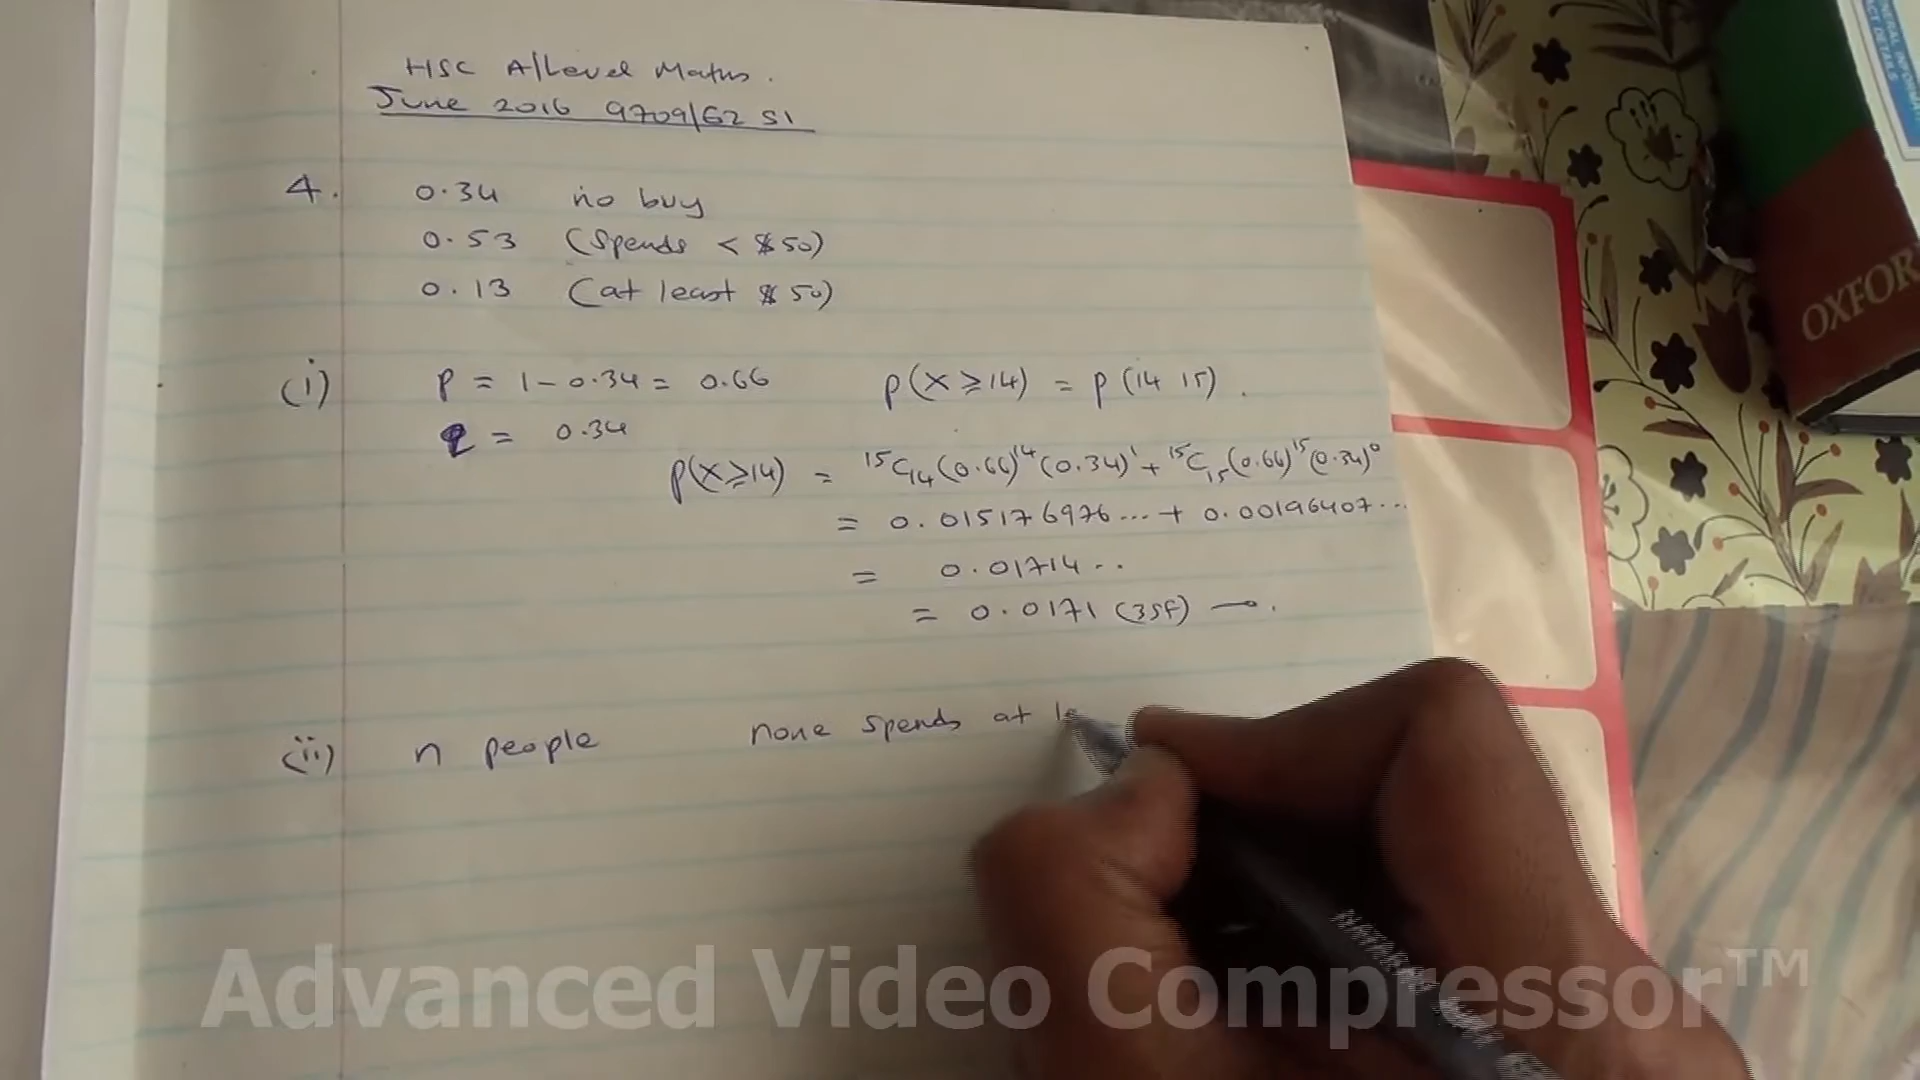 HSC A/Level Maths.
June 2016 9709/62 S1
4. 0.34 no buy
0.53 (Spends < $50)
0.13 (at least $50)
(i) p = 1 - 0.34 = 0.66 p(X ≥ 14) = p(14 15).
q = 0.34
p(X ≥ 14) = ¹⁵C₁₄(0.66)¹⁴(0.34)¹ + ¹⁵C₁₅(0.66)¹⁵(0.34)⁰
= 0.015176976... + 0.00196407...
= 0.01714..
= 0.0171 (3SF)
(ii) n people none spends at le
OXFOR
Advanced Video Compressor™